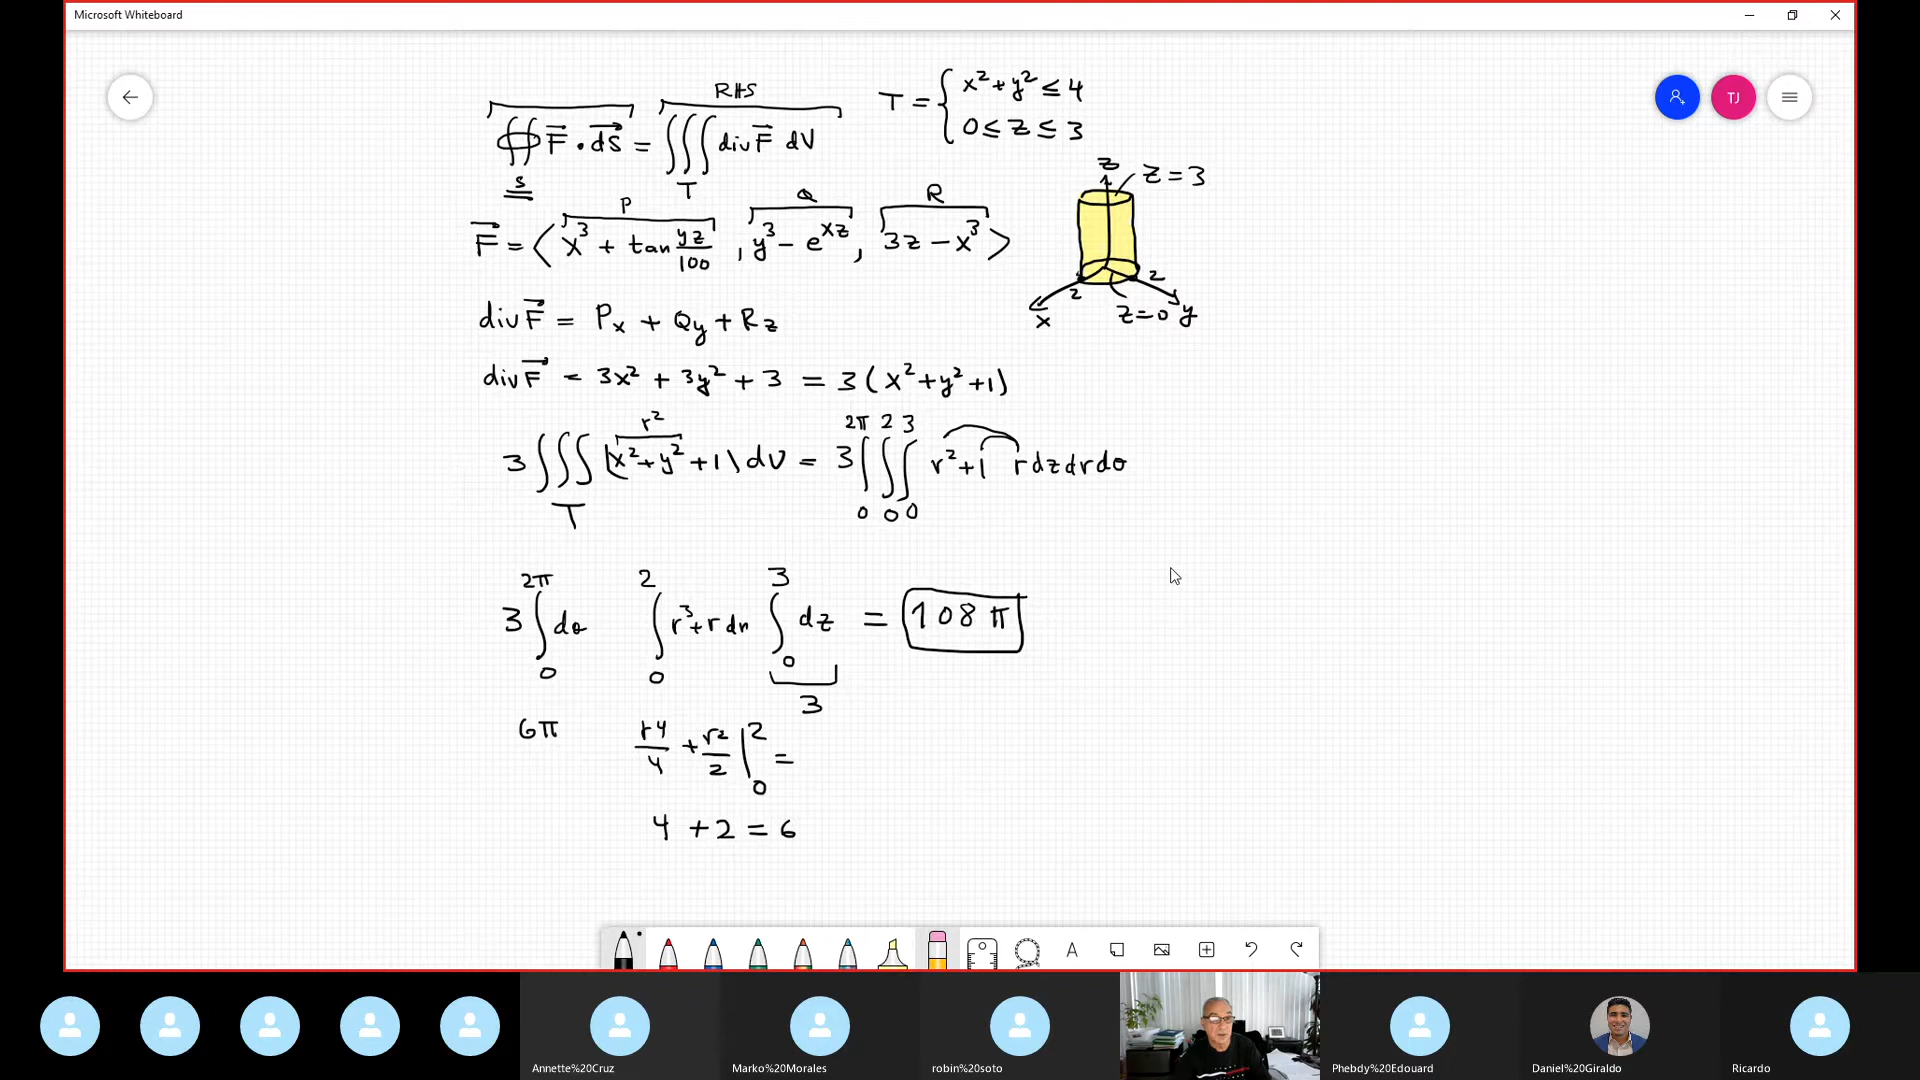 Microsoft Whiteboard
RHS
T = { x² + y² ≤ 4
0 ≤ z ≤ 3
∯ F⃗ • dS⃗ = ∭ div F⃗ dV
S T
z
z = 3
P Q R
F⃗ = ⟨ x³ + tan yz/100 , y³ - e^xz , 3z - x³ ⟩
2 2
x z=0 y
div F⃗ = Px + Qy + Rz
div F⃗ = 3x² + 3y² + 3 = 3(x² + y² + 1)
r² 2π 2 3
3 ∭ (x² + y² + 1) dV = 3 ∫∫∫ r² + 1 r dz dr dθ
T 0 0 0
2π 2 3
3 ∫ dθ ∫ r³ + r dr ∫ dz = 108 π
0 0 0
3
6π r4/4 + r2/2 |2 0 =
4 + 2 = 6
TJ
A
Annette%20Cruz
Marko%20Morales
robin%20soto
Phebdy%20Edouard
Daniel%20Giraldo
Ricardo